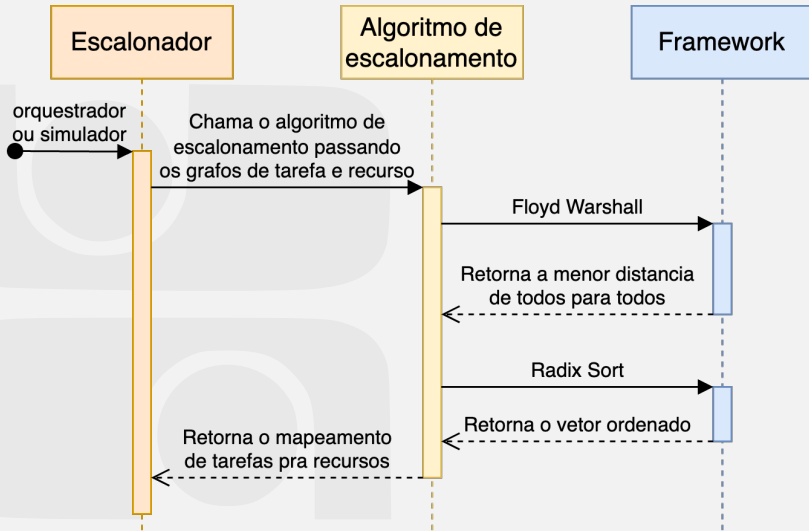 Escalonador
Algoritmo de
escalonamento
Framework
orquestrador
ou simulador
Chama o algoritmo de
escalonamento passando
os grafos de tarefa e recurso
Floyd Warshall
Retorna a menor distancia
de todos para todos
Radix Sort
Retorna o vetor ordenado
Retorna o mapeamento
de tarefas pra recursos